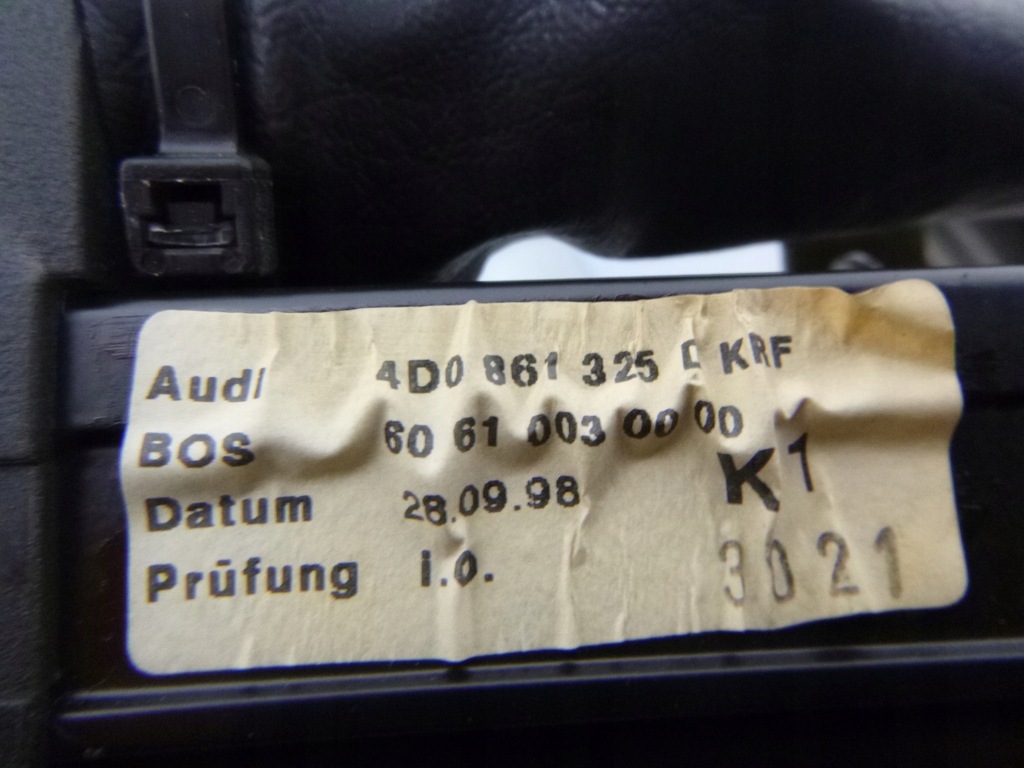 Audi 4D0 861 325 KRF
BOS 60 61 003 00 00
K1
Datum 28.09.98
Prüfung i.O.
3021